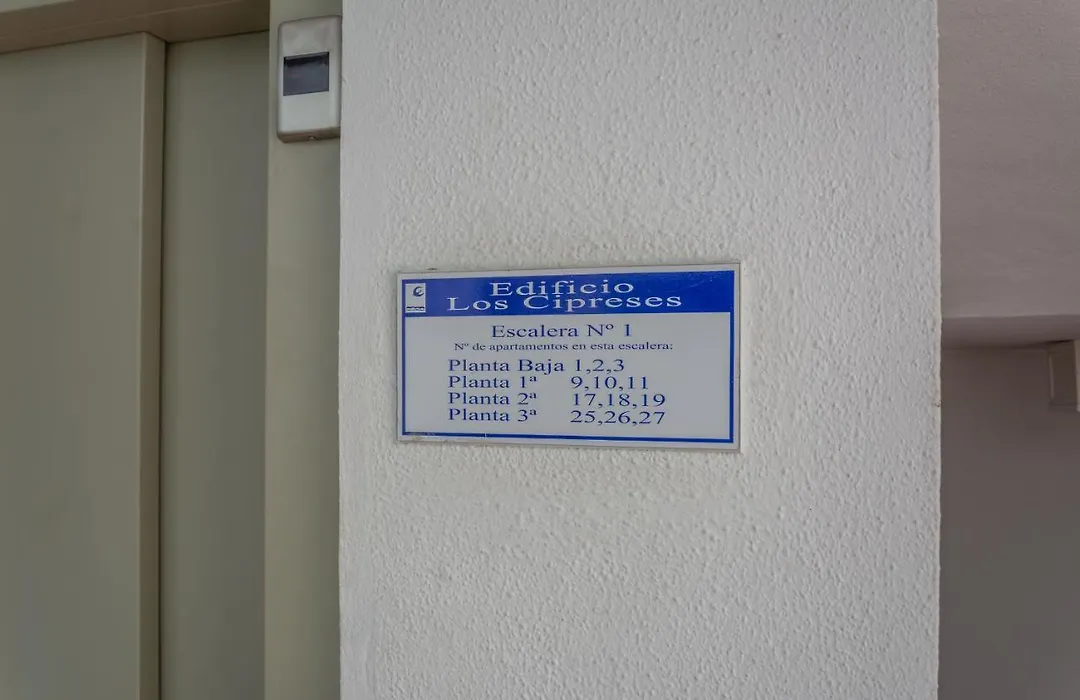 Edificio
Los Cipreses
Escalera Nº 1
Nº de apartamentos en esta escalera:
Planta Baja 1,2,3
Planta 1ª 9,10,11
Planta 2ª 17,18,19
Planta 3ª 25,26,27